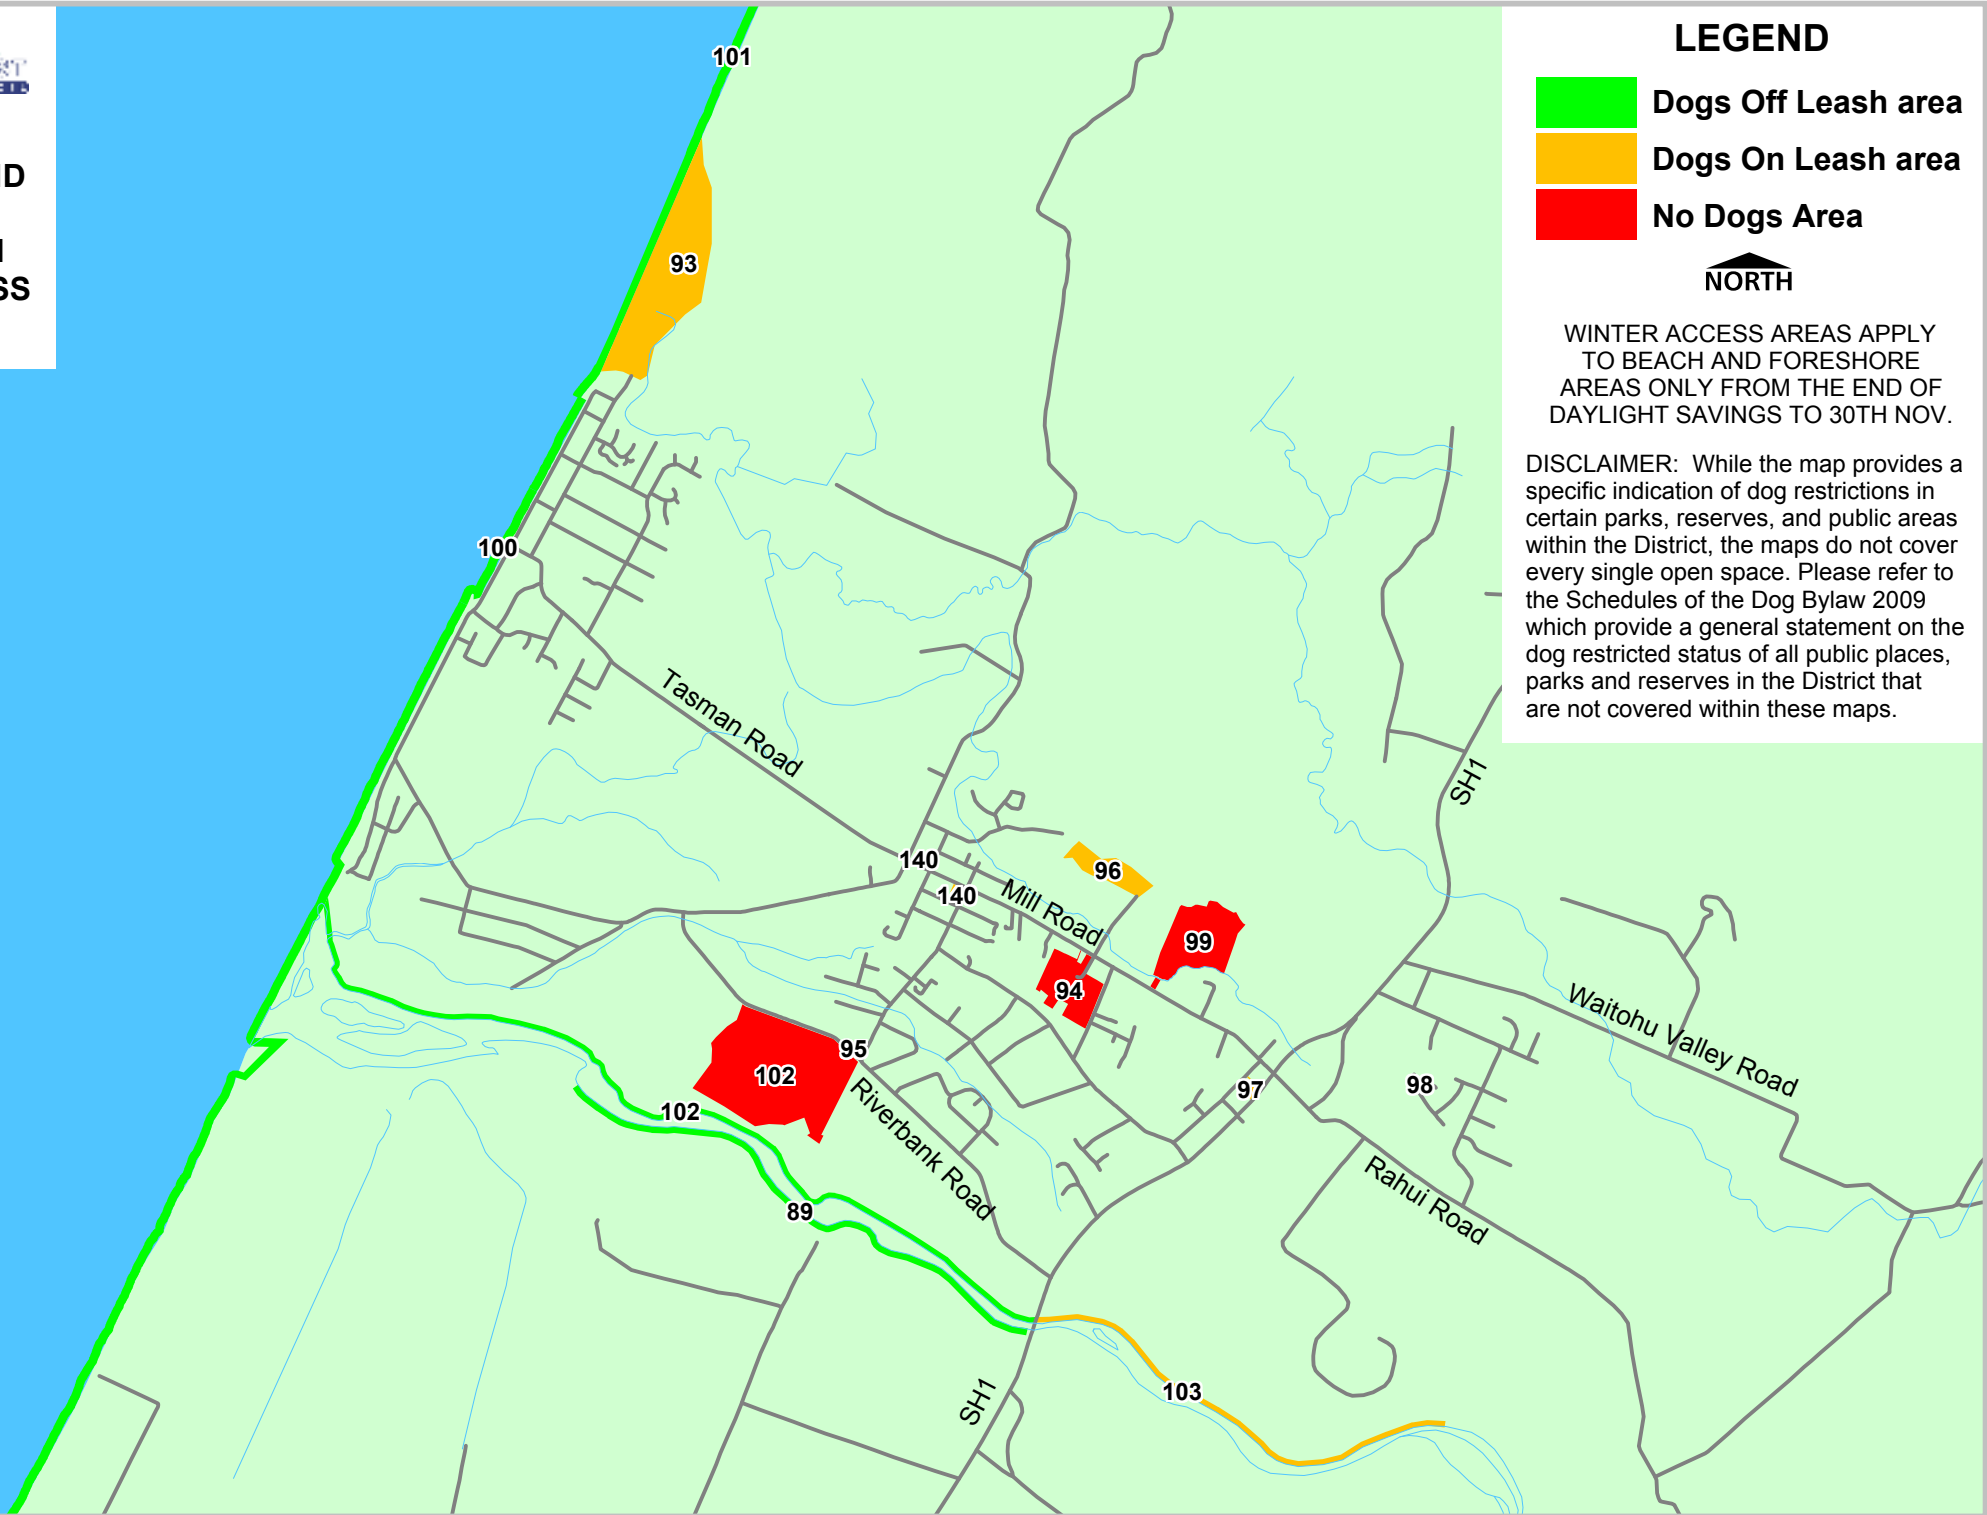 LEGEND
Dogs Off Leash area
Dogs On Leash area
No Dogs Area
NORTH
WINTER ACCESS AREAS APPLY
TO BEACH AND FORESHORE
AREAS ONLY FROM THE END OF
DAYLIGHT SAVINGS TO 30TH NOV.
DISCLAIMER: While the map provides a
specific indication of dog restrictions in
certain parks, reserves, and public areas
within the District, the maps do not cover
every single open space. Please refer to
the Schedules of the Dog Bylaw 2009
which provide a general statement on the
dog restricted status of all public places,
parks and reserves in the District that
are not covered within these maps.
101
93
100
Tasman Road
SH1
140
140
96
Mill Road
99
94
Waitohu Valley Road
95
102
97
98
102
Riverbank Road
Rahui Road
89
103
SH1